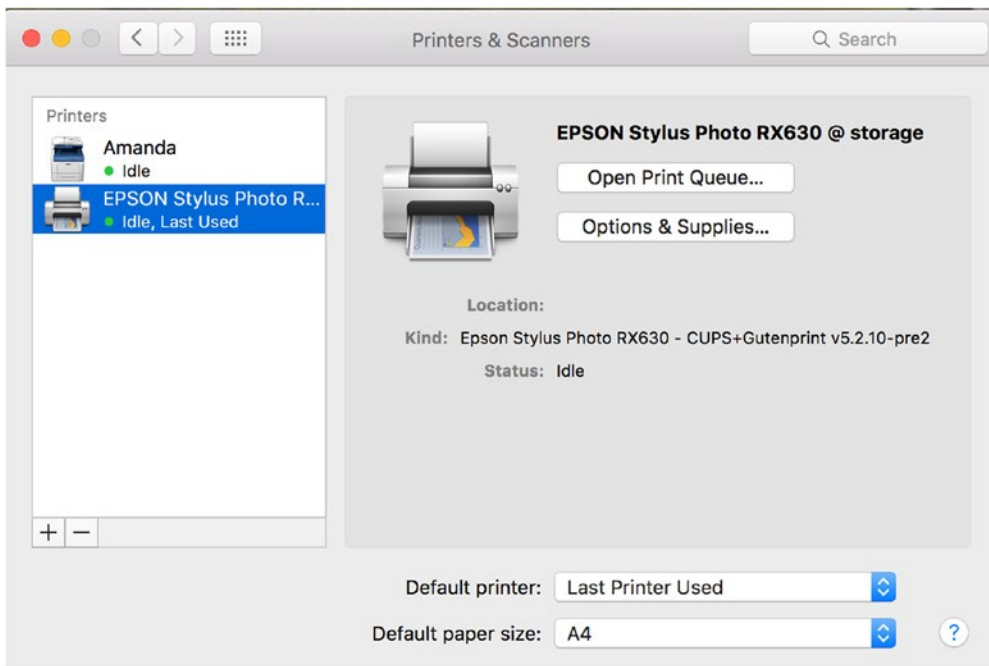 Printers & Scanners
Search
Printers
Amanda
Idle
EPSON Stylus Photo R...
Idle, Last Used
+ −
EPSON Stylus Photo RX630 @ storage
Open Print Queue...
Options & Supplies...
Location:
Kind: Epson Stylus Photo RX630 - CUPS+Gutenprint v5.2.10-pre2
Status: Idle
Default printer: Last Printer Used
Default paper size: A4
?